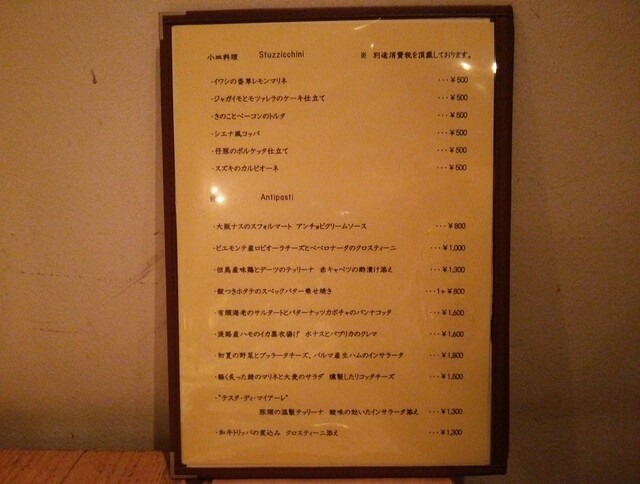 小皿料理 Stuzzicchini ※ 別途消費税を頂戴しております。
・イワシの香草レモンマリネ ・・・￥500
・ジャガイモとモツァレラのケーキ仕立て ・・・￥500
・きのことベーコンのトルタ ・・・￥500
・シエナ風コッパ ・・・￥500
・仔豚のポルケッタ仕立て ・・・￥500
・スズキのカルピオーネ ・・・￥500
Antipasti
・大阪ナスのスフォルマート アンチョビクリームソース ・・・￥800
・ピエモンテ産ロビオーラチーズとペペロナータのクロスティーニ ・・・￥1,000
・但馬産味鶏とデーツのテッリーナ 赤キャベツの酢漬け添え ・・・￥1,300
・殻つきホタテのスペックバター乗せ焼き ・・・1ヶ￥800
・有頭海老のサルダートとバターナッツカボチャのパンナコッタ ・・・￥1,600
・淡路産ハモのイカ墨衣揚げ 水ナスとパプリカのクレマ ・・・￥1,600
・初夏の野菜とブッラータチーズ、パルマ産生ハムのインサラータ ・・・￥1,800
・軽く炙った鯖のマリネと大麦のサラダ 燻製したリコッタチーズ ・・・￥1,500
・"テスタ・ディ・マイアーレ"
豚頭の温製テッリーナ 酸味の効いたインサラータ添え ・・・￥1,300
・和牛トリッパの煮込み クロスティーニ添え ・・・￥1,300